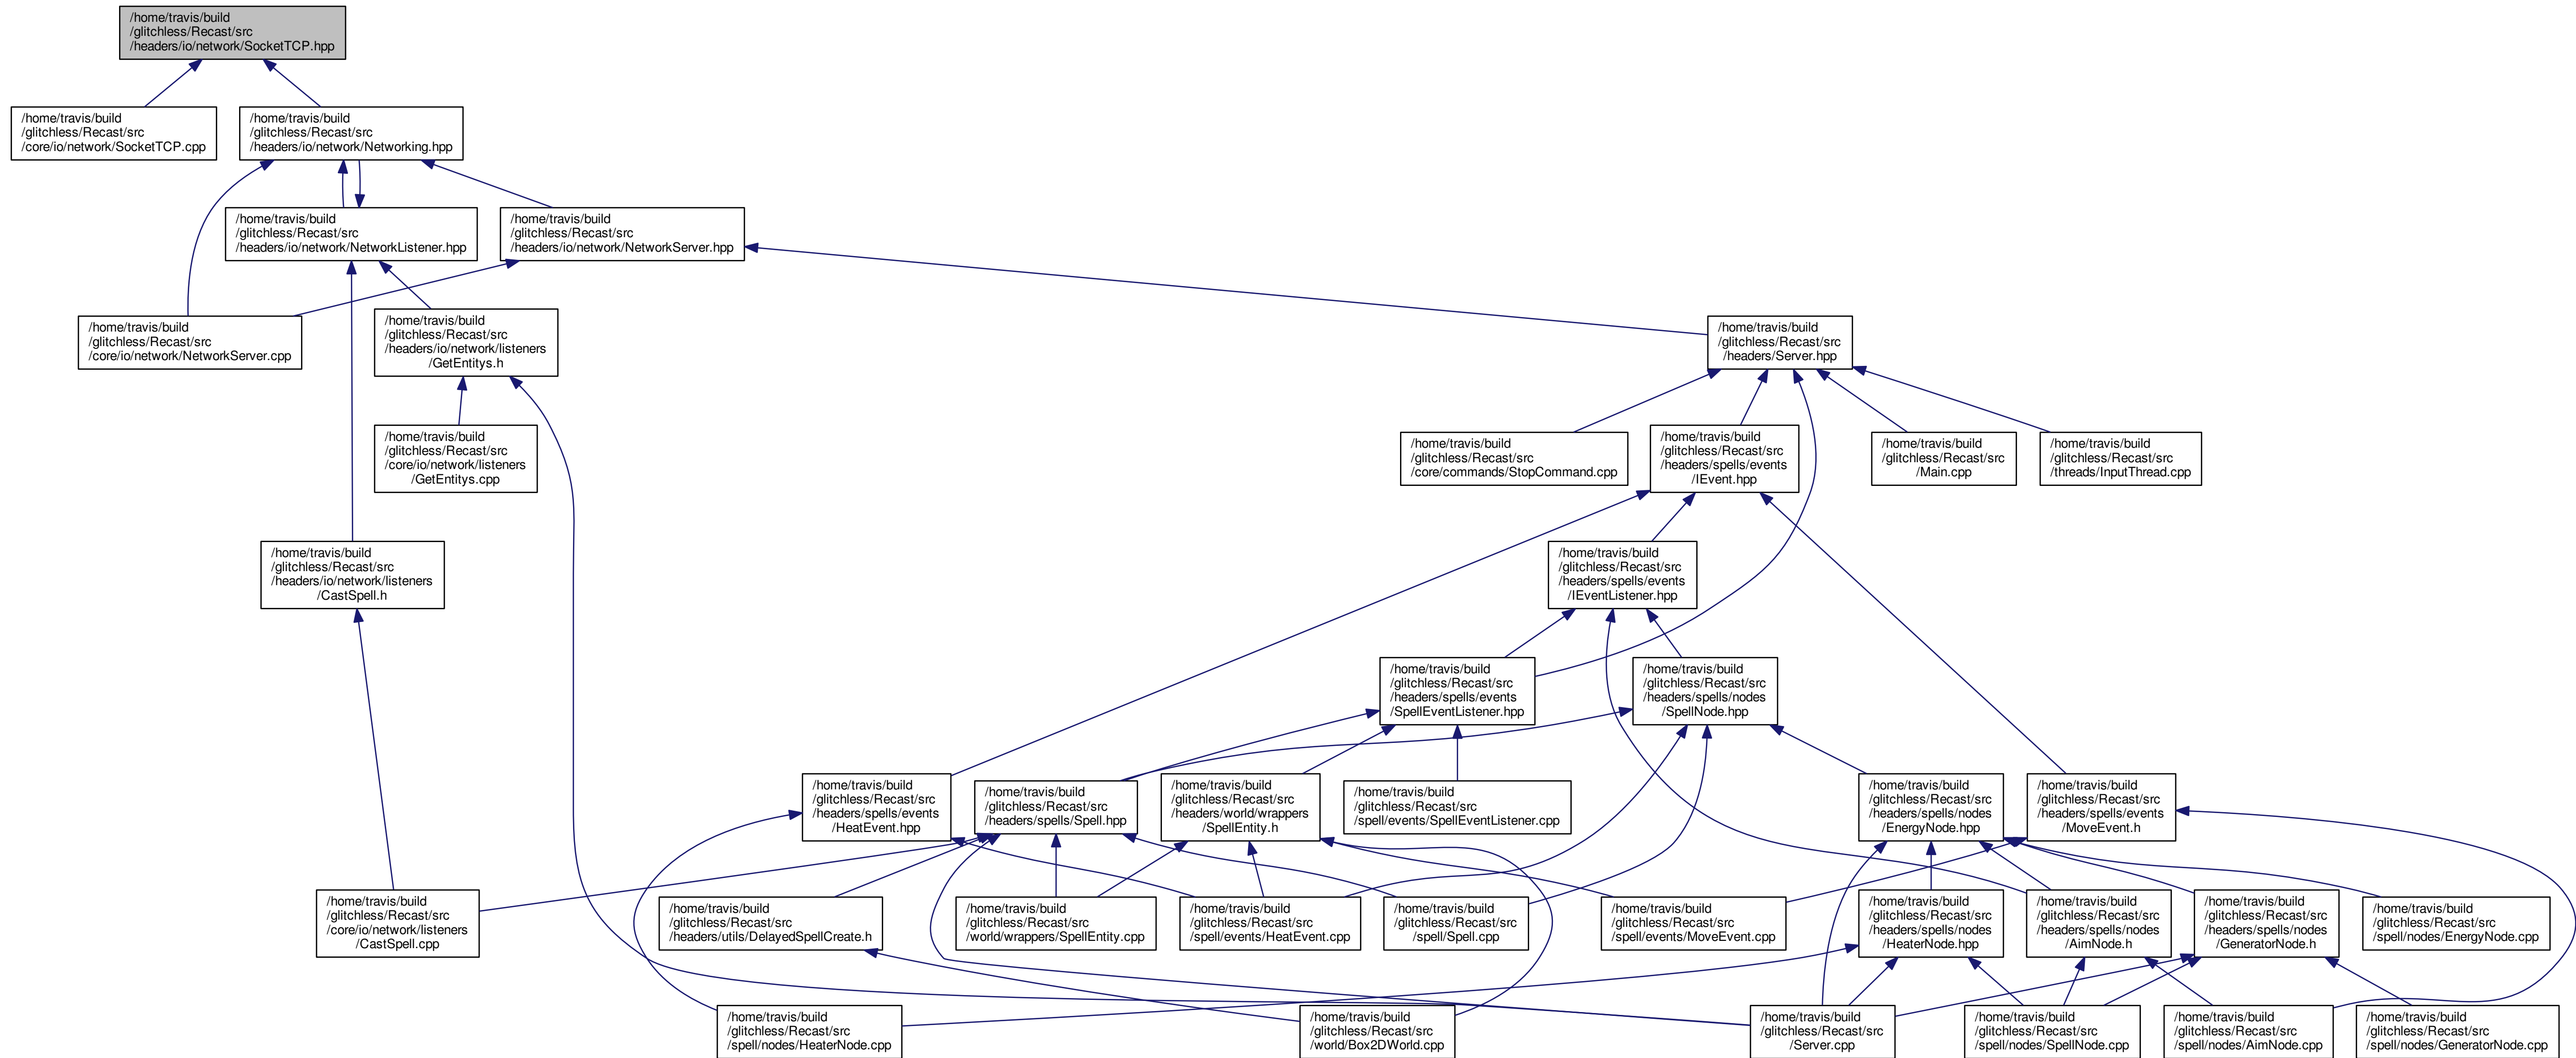 /home/travis/build
/glitchless/Recast/src
/headers/io/network/SocketTCP.hpp
/home/travis/build
/glitchless/Recast/src
/core/io/network/SocketTCP.cpp
/home/travis/build
/glitchless/Recast/src
/headers/io/network/Networking.hpp
/home/travis/build
/glitchless/Recast/src
/headers/io/network/NetworkListener.hpp
/home/travis/build
/glitchless/Recast/src
/headers/io/network/NetworkServer.hpp
/home/travis/build
/glitchless/Recast/src
/core/io/network/NetworkServer.cpp
/home/travis/build
/glitchless/Recast/src
/headers/io/network/listeners
/GetEntitys.h
/home/travis/build
/glitchless/Recast/src
/headers/Server.hpp
/home/travis/build
/glitchless/Recast/src
/core/io/network/listeners
/GetEntitys.cpp
/home/travis/build
/glitchless/Recast/src
/core/commands/StopCommand.cpp
/home/travis/build
/glitchless/Recast/src
/headers/spells/events
/IEvent.hpp
/home/travis/build
/glitchless/Recast/src
/Main.cpp
/home/travis/build
/glitchless/Recast/src
/threads/InputThread.cpp
/home/travis/build
/glitchless/Recast/src
/headers/io/network/listeners
/CastSpell.h
/home/travis/build
/glitchless/Recast/src
/headers/spells/events
/IEventListener.hpp
/home/travis/build
/glitchless/Recast/src
/headers/spells/events
/SpellEventListener.hpp
/home/travis/build
/glitchless/Recast/src
/headers/spells/nodes
/SpellNode.hpp
/home/travis/build
/glitchless/Recast/src
/headers/spells/events
/HeatEvent.hpp
/home/travis/build
/glitchless/Recast/src
/headers/spells/Spell.hpp
/home/travis/build
/glitchless/Recast/src
/headers/world/wrappers
/SpellEntity.h
/home/travis/build
/glitchless/Recast/src
/spell/events/SpellEventListener.cpp
/home/travis/build
/glitchless/Recast/src
/headers/spells/nodes
/EnergyNode.hpp
/home/travis/build
/glitchless/Recast/src
/headers/spells/events
/MoveEvent.h
/home/travis/build
/glitchless/Recast/src
/core/io/network/listeners
/CastSpell.cpp
/home/travis/build
/glitchless/Recast/src
/headers/utils/DelayedSpellCreate.h
/home/travis/build
/glitchless/Recast/src
/world/wrappers/SpellEntity.cpp
/home/travis/build
/glitchless/Recast/src
/spell/events/HeatEvent.cpp
/home/travis/build
/glitchless/Recast/src
/spell/Spell.cpp
/home/travis/build
/glitchless/Recast/src
/spell/events/MoveEvent.cpp
/home/travis/build
/glitchless/Recast/src
/headers/spells/nodes
/HeaterNode.hpp
/home/travis/build
/glitchless/Recast/src
/headers/spells/nodes
/AimNode.h
/home/travis/build
/glitchless/Recast/src
/headers/spells/nodes
/GeneratorNode.h
/home/travis/build
/glitchless/Recast/src
/spell/nodes/EnergyNode.cpp
/home/travis/build
/glitchless/Recast/src
/spell/nodes/HeaterNode.cpp
/home/travis/build
/glitchless/Recast/src
/world/Box2DWorld.cpp
/home/travis/build
/glitchless/Recast/src
/Server.cpp
/home/travis/build
/glitchless/Recast/src
/spell/nodes/SpellNode.cpp
/home/travis/build
/glitchless/Recast/src
/spell/nodes/AimNode.cpp
/home/travis/build
/glitchless/Recast/src
/spell/nodes/GeneratorNode.cpp